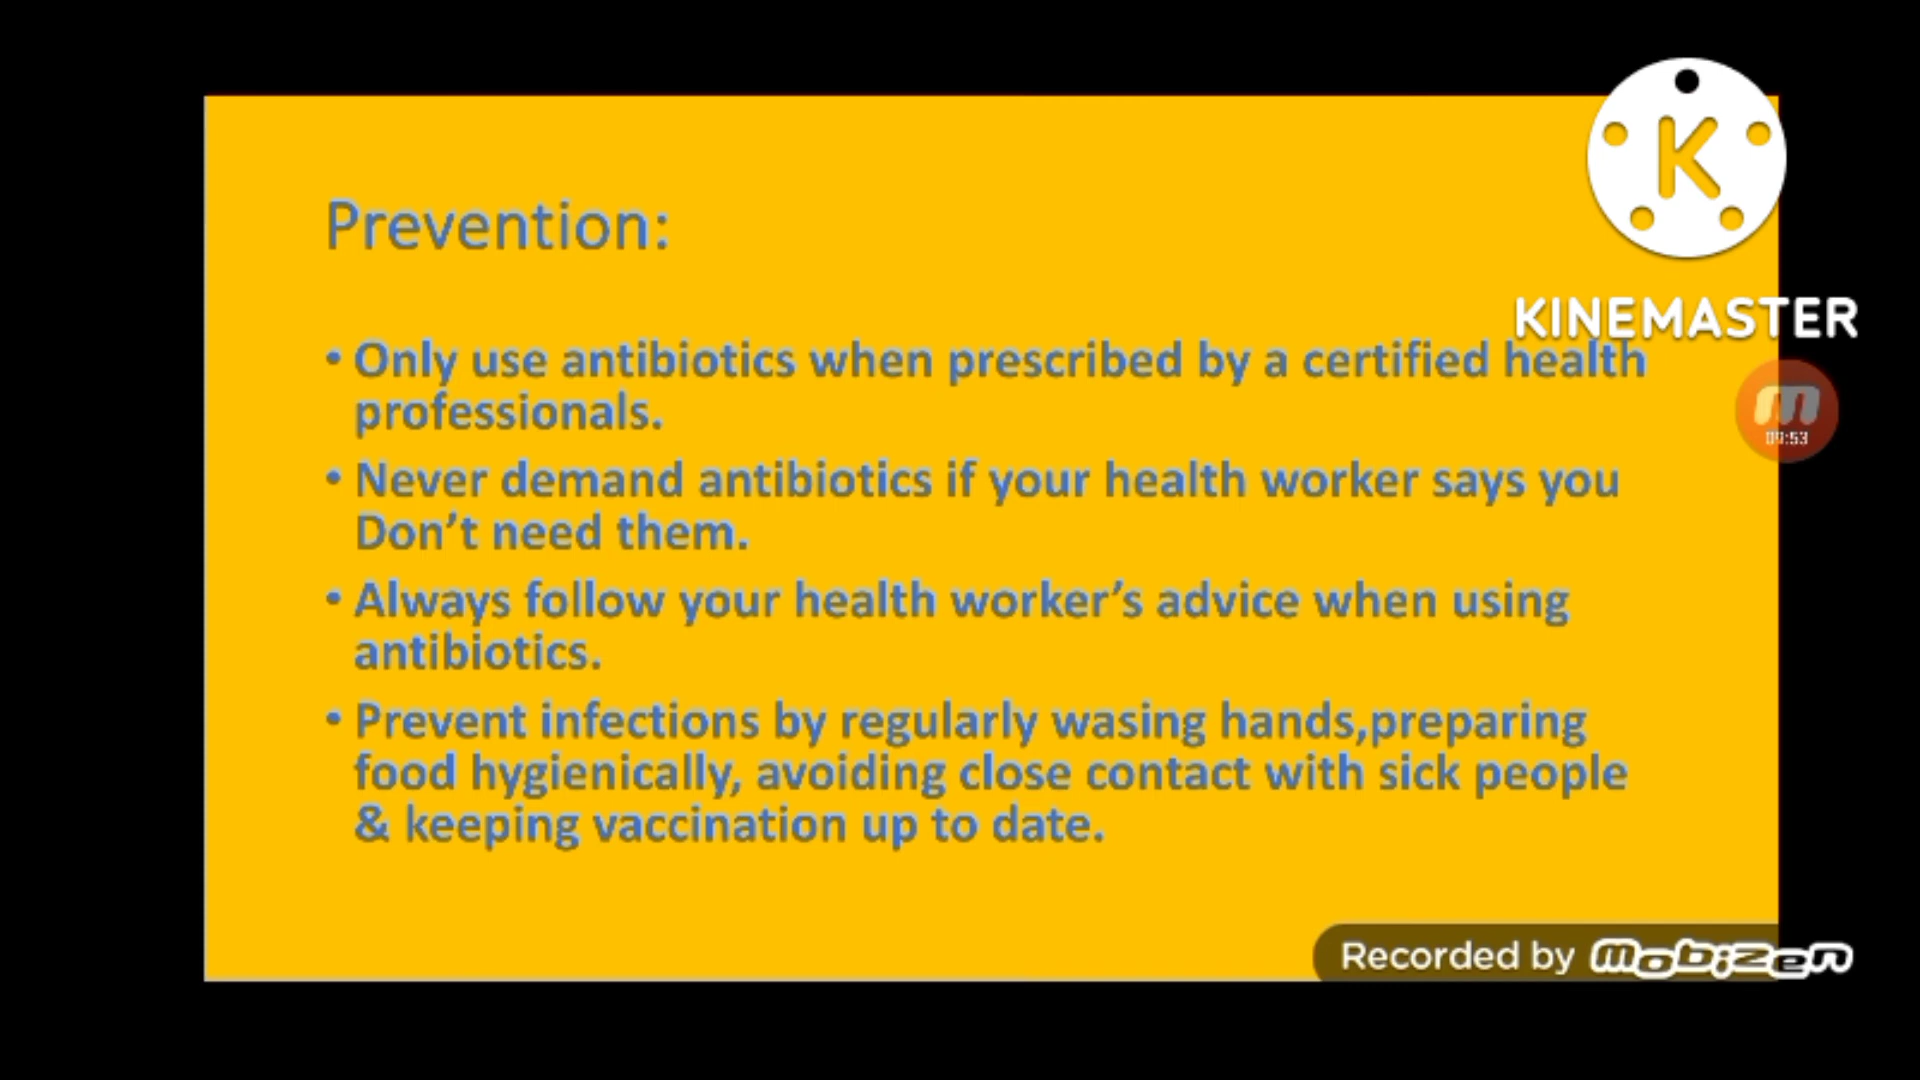 K
KINEMASTER
Prevention:
• Only use antibiotics when prescribed by a certified health
professionals.
• Never demand antibiotics if your health worker says you
Don’t need them.
• Always follow your health worker’s advice when using
antibiotics.
• Prevent infections by regularly wasing hands,preparing
food hygienically, avoiding close contact with sick people
& keeping vaccination up to date.
m
09:53
Recorded by mobizen